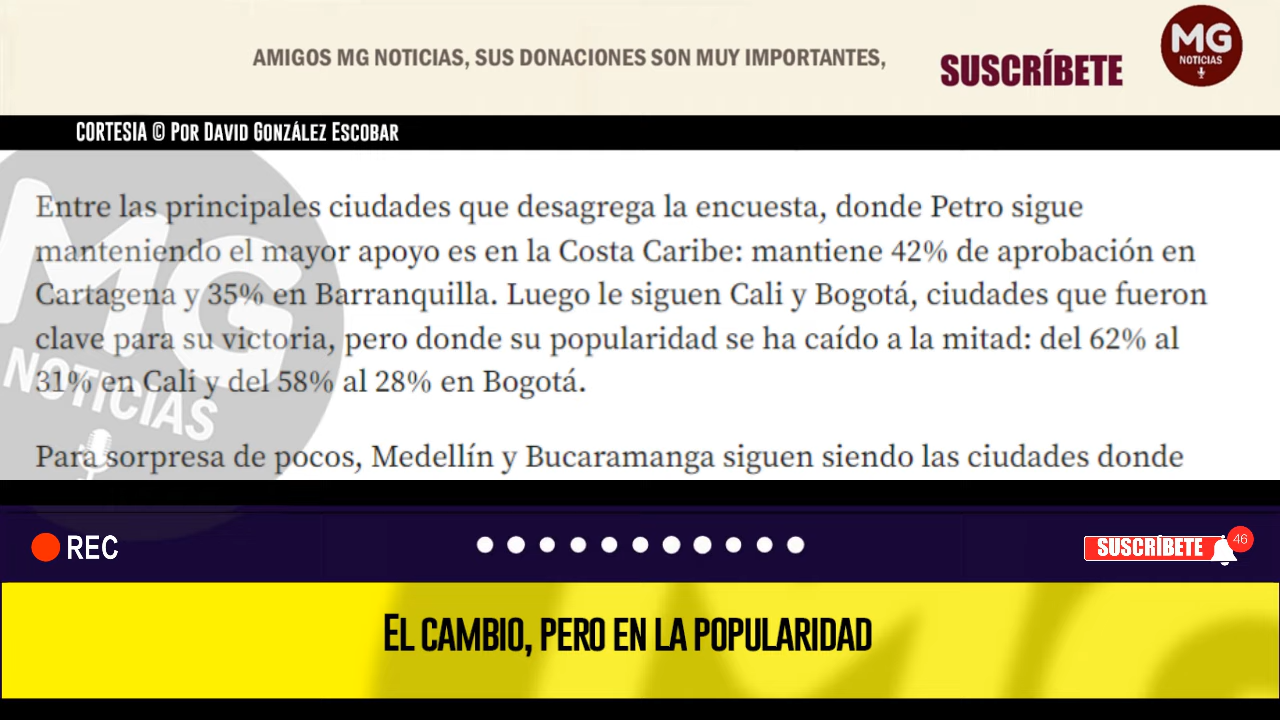 AMIGOS MG NOTICIAS, SUS DONACIONES SON MUY IMPORTANTES,
SUSCRÍBETE
MG
NOTICIAS
CORTESIA © POR DAVID GONZÁLEZ ESCOBAR
Entre las principales ciudades que desagrega la encuesta, donde Petro sigue
manteniendo el mayor apoyo es en la Costa Caribe: mantiene 42% de aprobación en
Cartagena y 35% en Barranquilla. Luego le siguen Cali y Bogotá, ciudades que fueron
clave para su victoria, pero donde su popularidad se ha caído a la mitad: del 62% al
31% en Cali y del 58% al 28% en Bogotá.
Para sorpresa de pocos, Medellín y Bucaramanga siguen siendo las ciudades donde
MG
NOTICIAS
REC
SUSCRÍBETE
46
EL CAMBIO, PERO EN LA POPULARIDAD